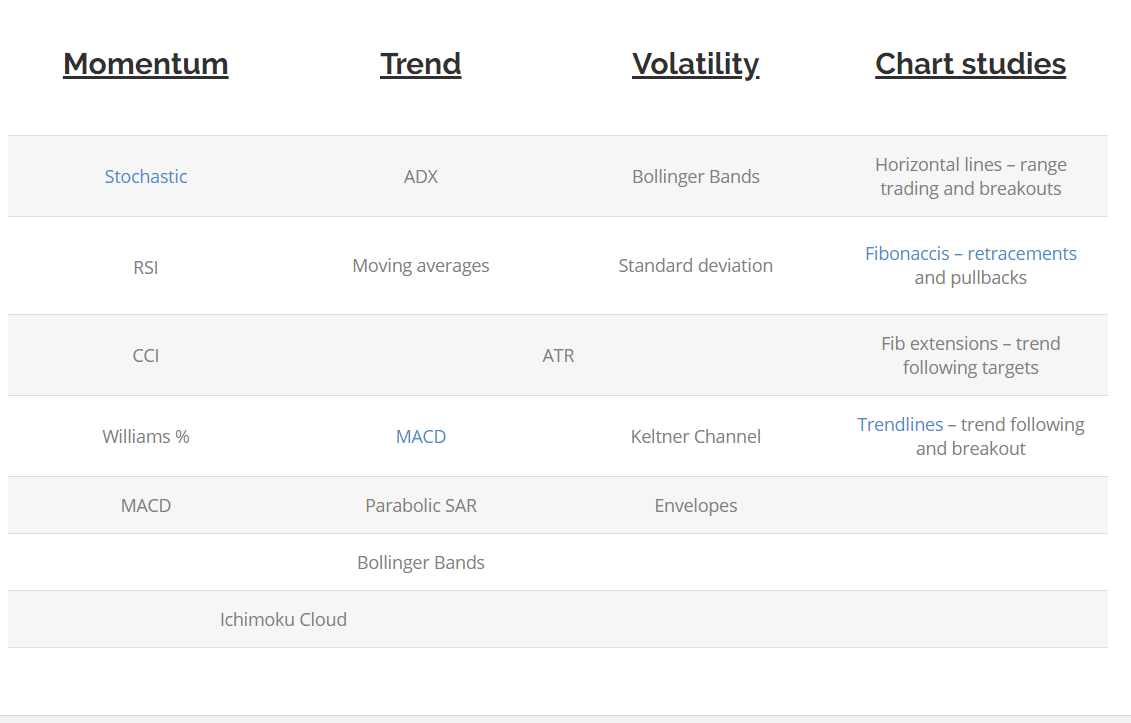 Momentum Trend Volatility Chart studies
Stochastic ADX Bollinger Bands Horizontal lines – range
trading and breakouts
RSI Moving averages Standard deviation Fibonaccis – retracements
and pullbacks
CCI ATR Fib extensions – trend
following targets
Williams % MACD Keltner Channel Trendlines – trend following
and breakout
MACD Parabolic SAR Envelopes
Bollinger Bands
Ichimoku Cloud